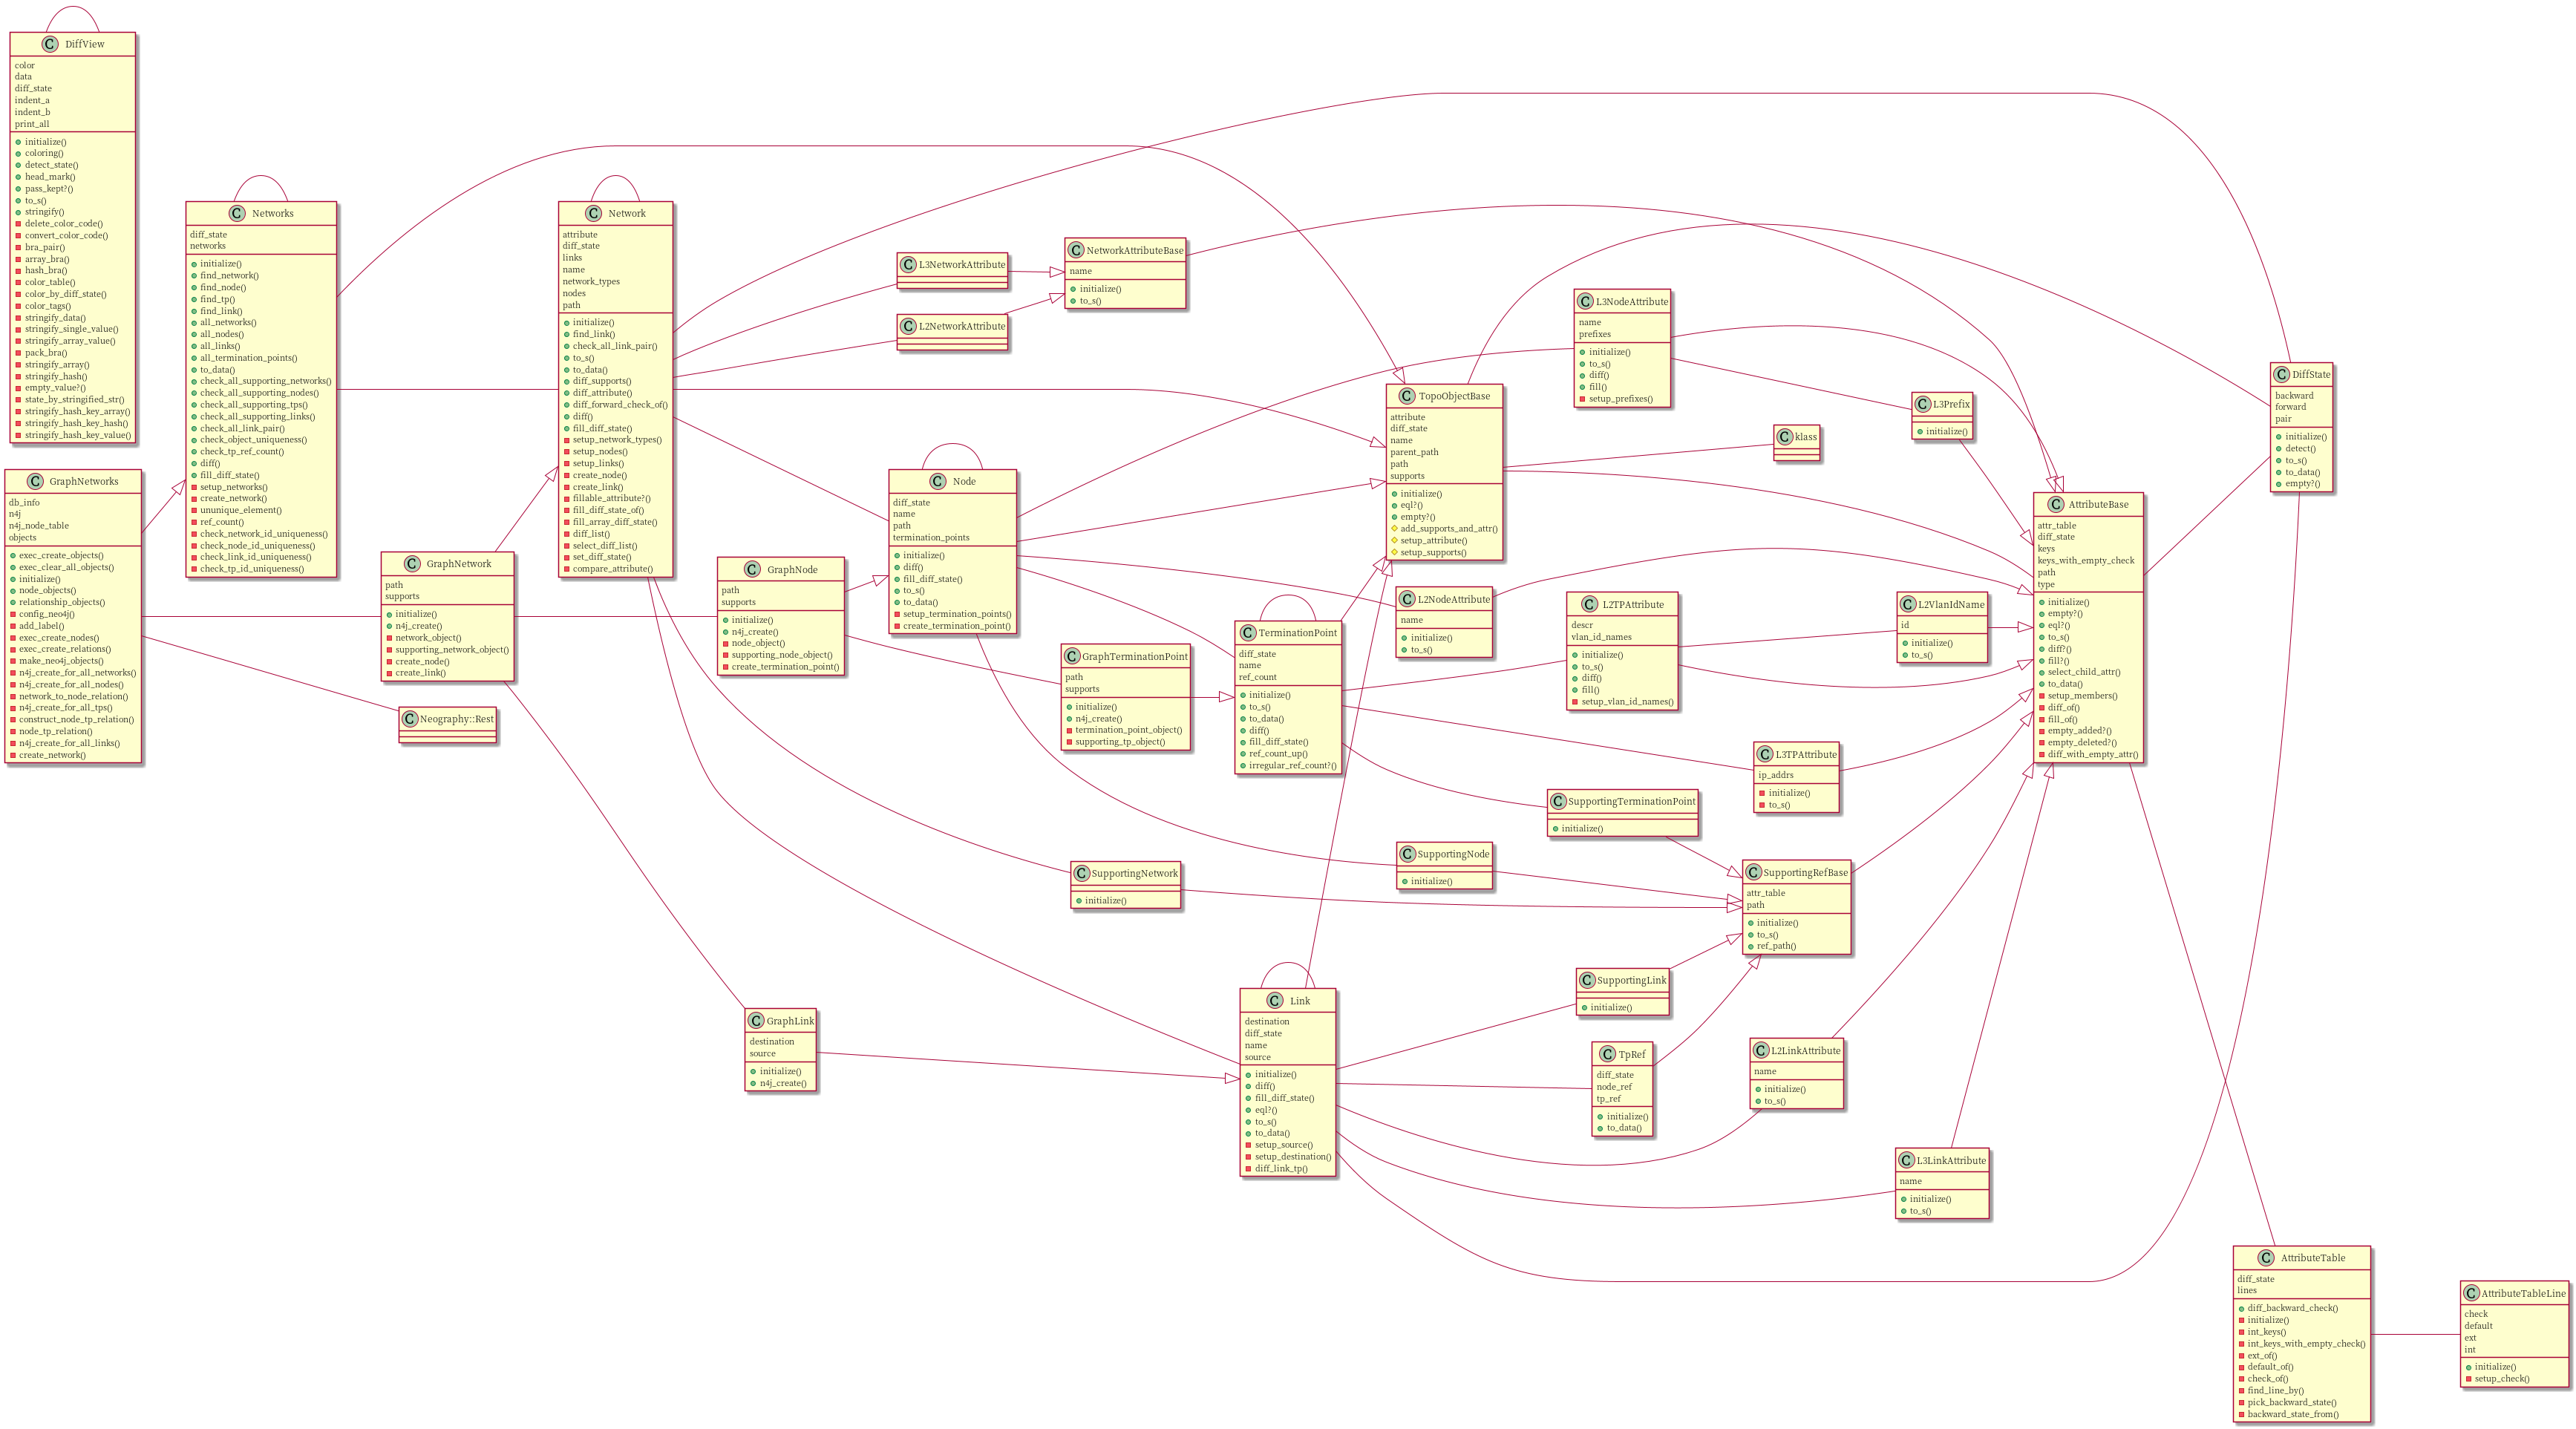 C DiffView
color
data
diff_state
indent_a
indent_b
print_all
initialize()
coloring()
detect_state()
head_mark()
pass_kept?()
to_s()
stringify()
delete_color_code()
convert_color_code()
bra_pair()
array_bra()
hash_bra()
color_table()
color_by_diff_state()
color_tags()
stringify_data()
stringify_single_value()
stringify_array_value()
pack_bra()
stringify_array()
stringify_hash()
empty_value?()
state_by_stringified_str()
stringify_hash_key_array()
stringify_hash_key_hash()
stringify_hash_key_value()
C GraphNetworks
db_info
n4j
n4j_node_table
objects
exec_create_objects()
exec_clear_all_objects()
initialize()
node_objects()
relationship_objects()
config_neo4j()
add_label()
exec_create_nodes()
exec_create_relations()
make_neo4j_objects()
n4j_create_for_all_networks()
n4j_create_for_all_nodes()
network_to_node_relation()
n4j_create_for_all_tps()
construct_node_tp_relation()
node_tp_relation()
n4j_create_for_all_links()
create_network()
C Networks
diff_state
networks
initialize()
find_network()
find_node()
find_tp()
find_link()
all_networks()
all_nodes()
all_links()
all_termination_points()
to_data()
check_all_supporting_networks()
check_all_supporting_nodes()
check_all_supporting_tps()
check_all_supporting_links()
check_all_link_pair()
check_object_uniqueness()
check_tp_ref_count()
diff()
fill_diff_state()
setup_networks()
create_network()
ununique_element()
ref_count()
check_network_id_uniqueness()
check_node_id_uniqueness()
check_link_id_uniqueness()
check_tp_id_uniqueness()
C GraphNetwork
path
supports
initialize()
n4j_create()
network_object()
supporting_network_object()
create_node()
create_link()
C Neography::Rest
C Network
attribute
diff_state
links
name
network_types
nodes
path
initialize()
find_link()
check_all_link_pair()
to_s()
to_data()
diff_supports()
diff_attribute()
diff_forward_check_of()
diff()
fill_diff_state()
setup_network_types()
setup_nodes()
setup_links()
create_node()
create_link()
fillable_attribute?()
fill_diff_state_of()
fill_array_diff_state()
diff_list()
select_diff_list()
set_diff_state()
compare_attribute()
C GraphNode
path
supports
initialize()
n4j_create()
node_object()
supporting_node_object()
create_termination_point()
C GraphLink
destination
source
initialize()
n4j_create()
C L3NetworkAttribute
C L2NetworkAttribute
C Node
diff_state
name
path
termination_points
initialize()
diff()
fill_diff_state()
to_s()
to_data()
setup_termination_points()
create_termination_point()
C NetworkAttributeBase
name
initialize()
to_s()
C GraphTerminationPoint
path
supports
initialize()
n4j_create()
termination_point_object()
supporting_tp_object()
C SupportingNetwork
initialize()
C TerminationPoint
diff_state
name
ref_count
initialize()
to_s()
to_data()
diff()
fill_diff_state()
ref_count_up()
irregular_ref_count?()
C Link
destination
diff_state
name
source
initialize()
diff()
fill_diff_state()
eql?()
to_s()
to_data()
setup_source()
setup_destination()
diff_link_tp()
C TopoObjectBase
attribute
diff_state
name
parent_path
path
supports
initialize()
eql?()
empty?()
add_supports_and_attr()
setup_attribute()
setup_supports()
C L2NodeAttribute
name
initialize()
to_s()
C SupportingNode
initialize()
C L3NodeAttribute
name
prefixes
initialize()
to_s()
diff()
fill()
setup_prefixes()
C L2TPAttribute
descr
vlan_id_names
initialize()
to_s()
diff()
fill()
setup_vlan_id_names()
C SupportingTerminationPoint
initialize()
C SupportingLink
initialize()
C TpRef
diff_state
node_ref
tp_ref
initialize()
to_data()
C klass
C L3TPAttribute
ip_addrs
initialize()
to_s()
C SupportingRefBase
attr_table
path
initialize()
to_s()
ref_path()
C L2LinkAttribute
name
initialize()
to_s()
C L3Prefix
initialize()
C L2VlanIdName
id
initialize()
to_s()
C L3LinkAttribute
name
initialize()
to_s()
C AttributeBase
attr_table
diff_state
keys
keys_with_empty_check
path
type
initialize()
empty?()
eql?()
to_s()
diff?()
fill?()
select_child_attr()
to_data()
setup_members()
diff_of()
fill_of()
empty_added?()
empty_deleted?()
diff_with_empty_attr()
C DiffState
backward
forward
pair
initialize()
detect()
to_s()
to_data()
empty?()
C AttributeTable
diff_state
lines
diff_backward_check()
initialize()
int_keys()
int_keys_with_empty_check()
ext_of()
default_of()
check_of()
find_line_by()
pick_backward_state()
backward_state_from()
C AttributeTableLine
check
default
ext
int
initialize()
setup_check()